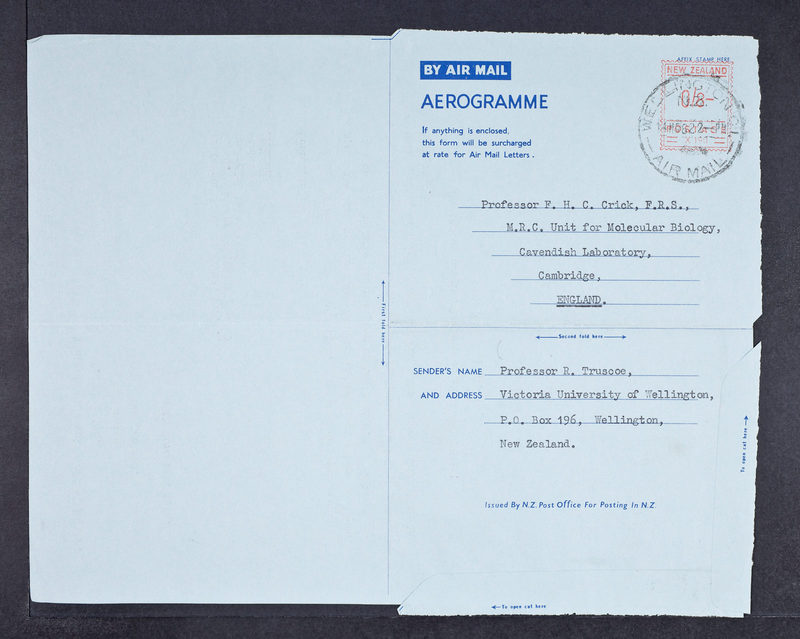 BY AIR MAIL
AFFIX STAMP HERE
NEW ZEALAND
0/8-
WELLINGTON
AIR MAIL
AEROGRAMME
If anything is enclosed,
this form will be surcharged
at rate for Air Mail Letters.
Professor F. H. C. Crick, F.R.S.,
M.R.C. Unit for Molecular Biology,
Cavendish Laboratory,
Cambridge,
ENGLAND.
First fold here
Second fold here
SENDER'S NAME Professor R. Truscoe,
AND ADDRESS Victoria University of Wellington,
P.O. Box 196, Wellington,
New Zealand.
To open cut here
Issued By N.Z. Post Office For Posting In N.Z.
To open cut here